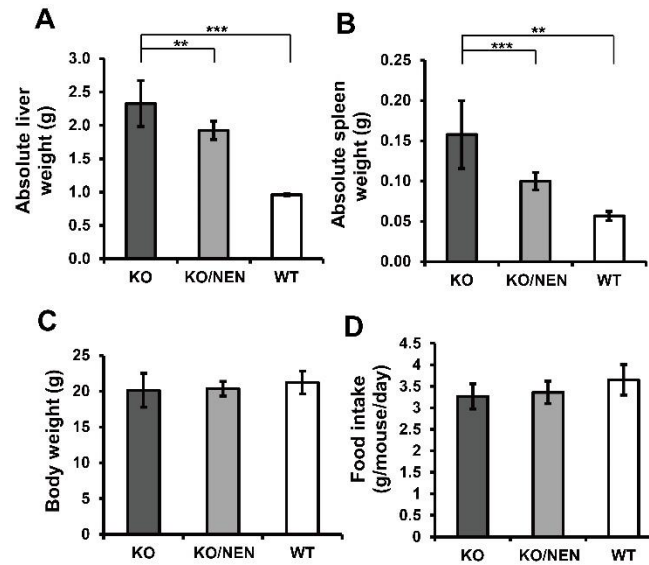 A
***
**
Absolute liver
weight (g)
3.0
2.5
2.0
1.5
1.0
0.5
0.0
KO
KO/NEN
WT
B
**
***
Absolute spleen
weight (g)
0.25
0.20
0.15
0.10
0.05
0.00
KO
KO/NEN
WT
C
Body weight (g)
25
20
15
10
5
0
KO
KO/NEN
WT
D
Food intake
(g/mouse/day)
4.5
4
3.5
3
2.5
2
1.5
1
0.5
0
KO
KO/NEN
WT